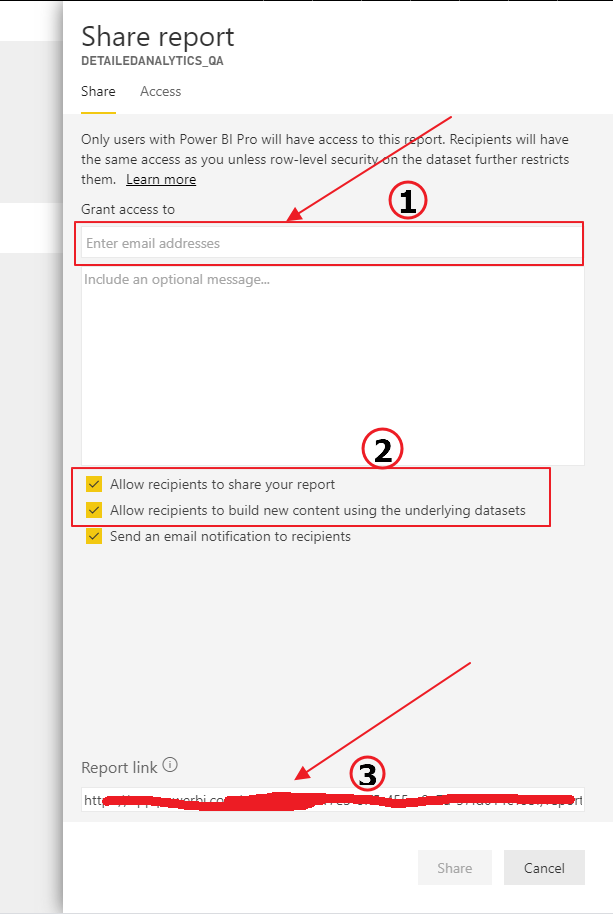 Share report
DETAILEDANALYTICS_QA
Share Access
Only users with Power BI Pro will have access to this report. Recipients will have
the same access as you unless row-level security on the dataset further restricts
them. Learn more
1
Grant access to
Enter email addresses
Include an optional message...
2
Allow recipients to share your report
Allow recipients to build new content using the underlying datasets
Send an email notification to recipients
Report link
3
Share Cancel